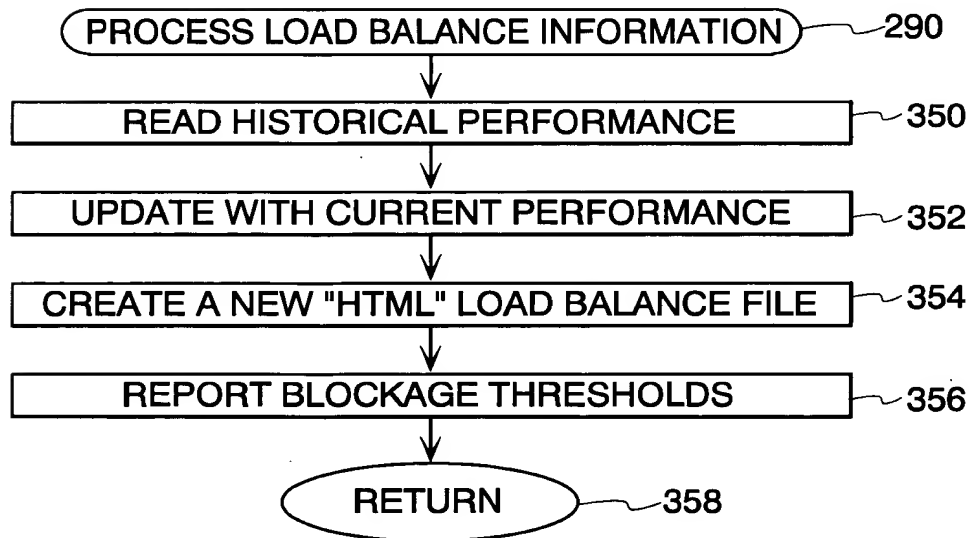 PROCESS LOAD BALANCE INFORMATION 290
READ HISTORICAL PERFORMANCE 350
UPDATE WITH CURRENT PERFORMANCE 352
CREATE A NEW "HTML" LOAD BALANCE FILE 354
REPORT BLOCKAGE THRESHOLDS 356
RETURN 358